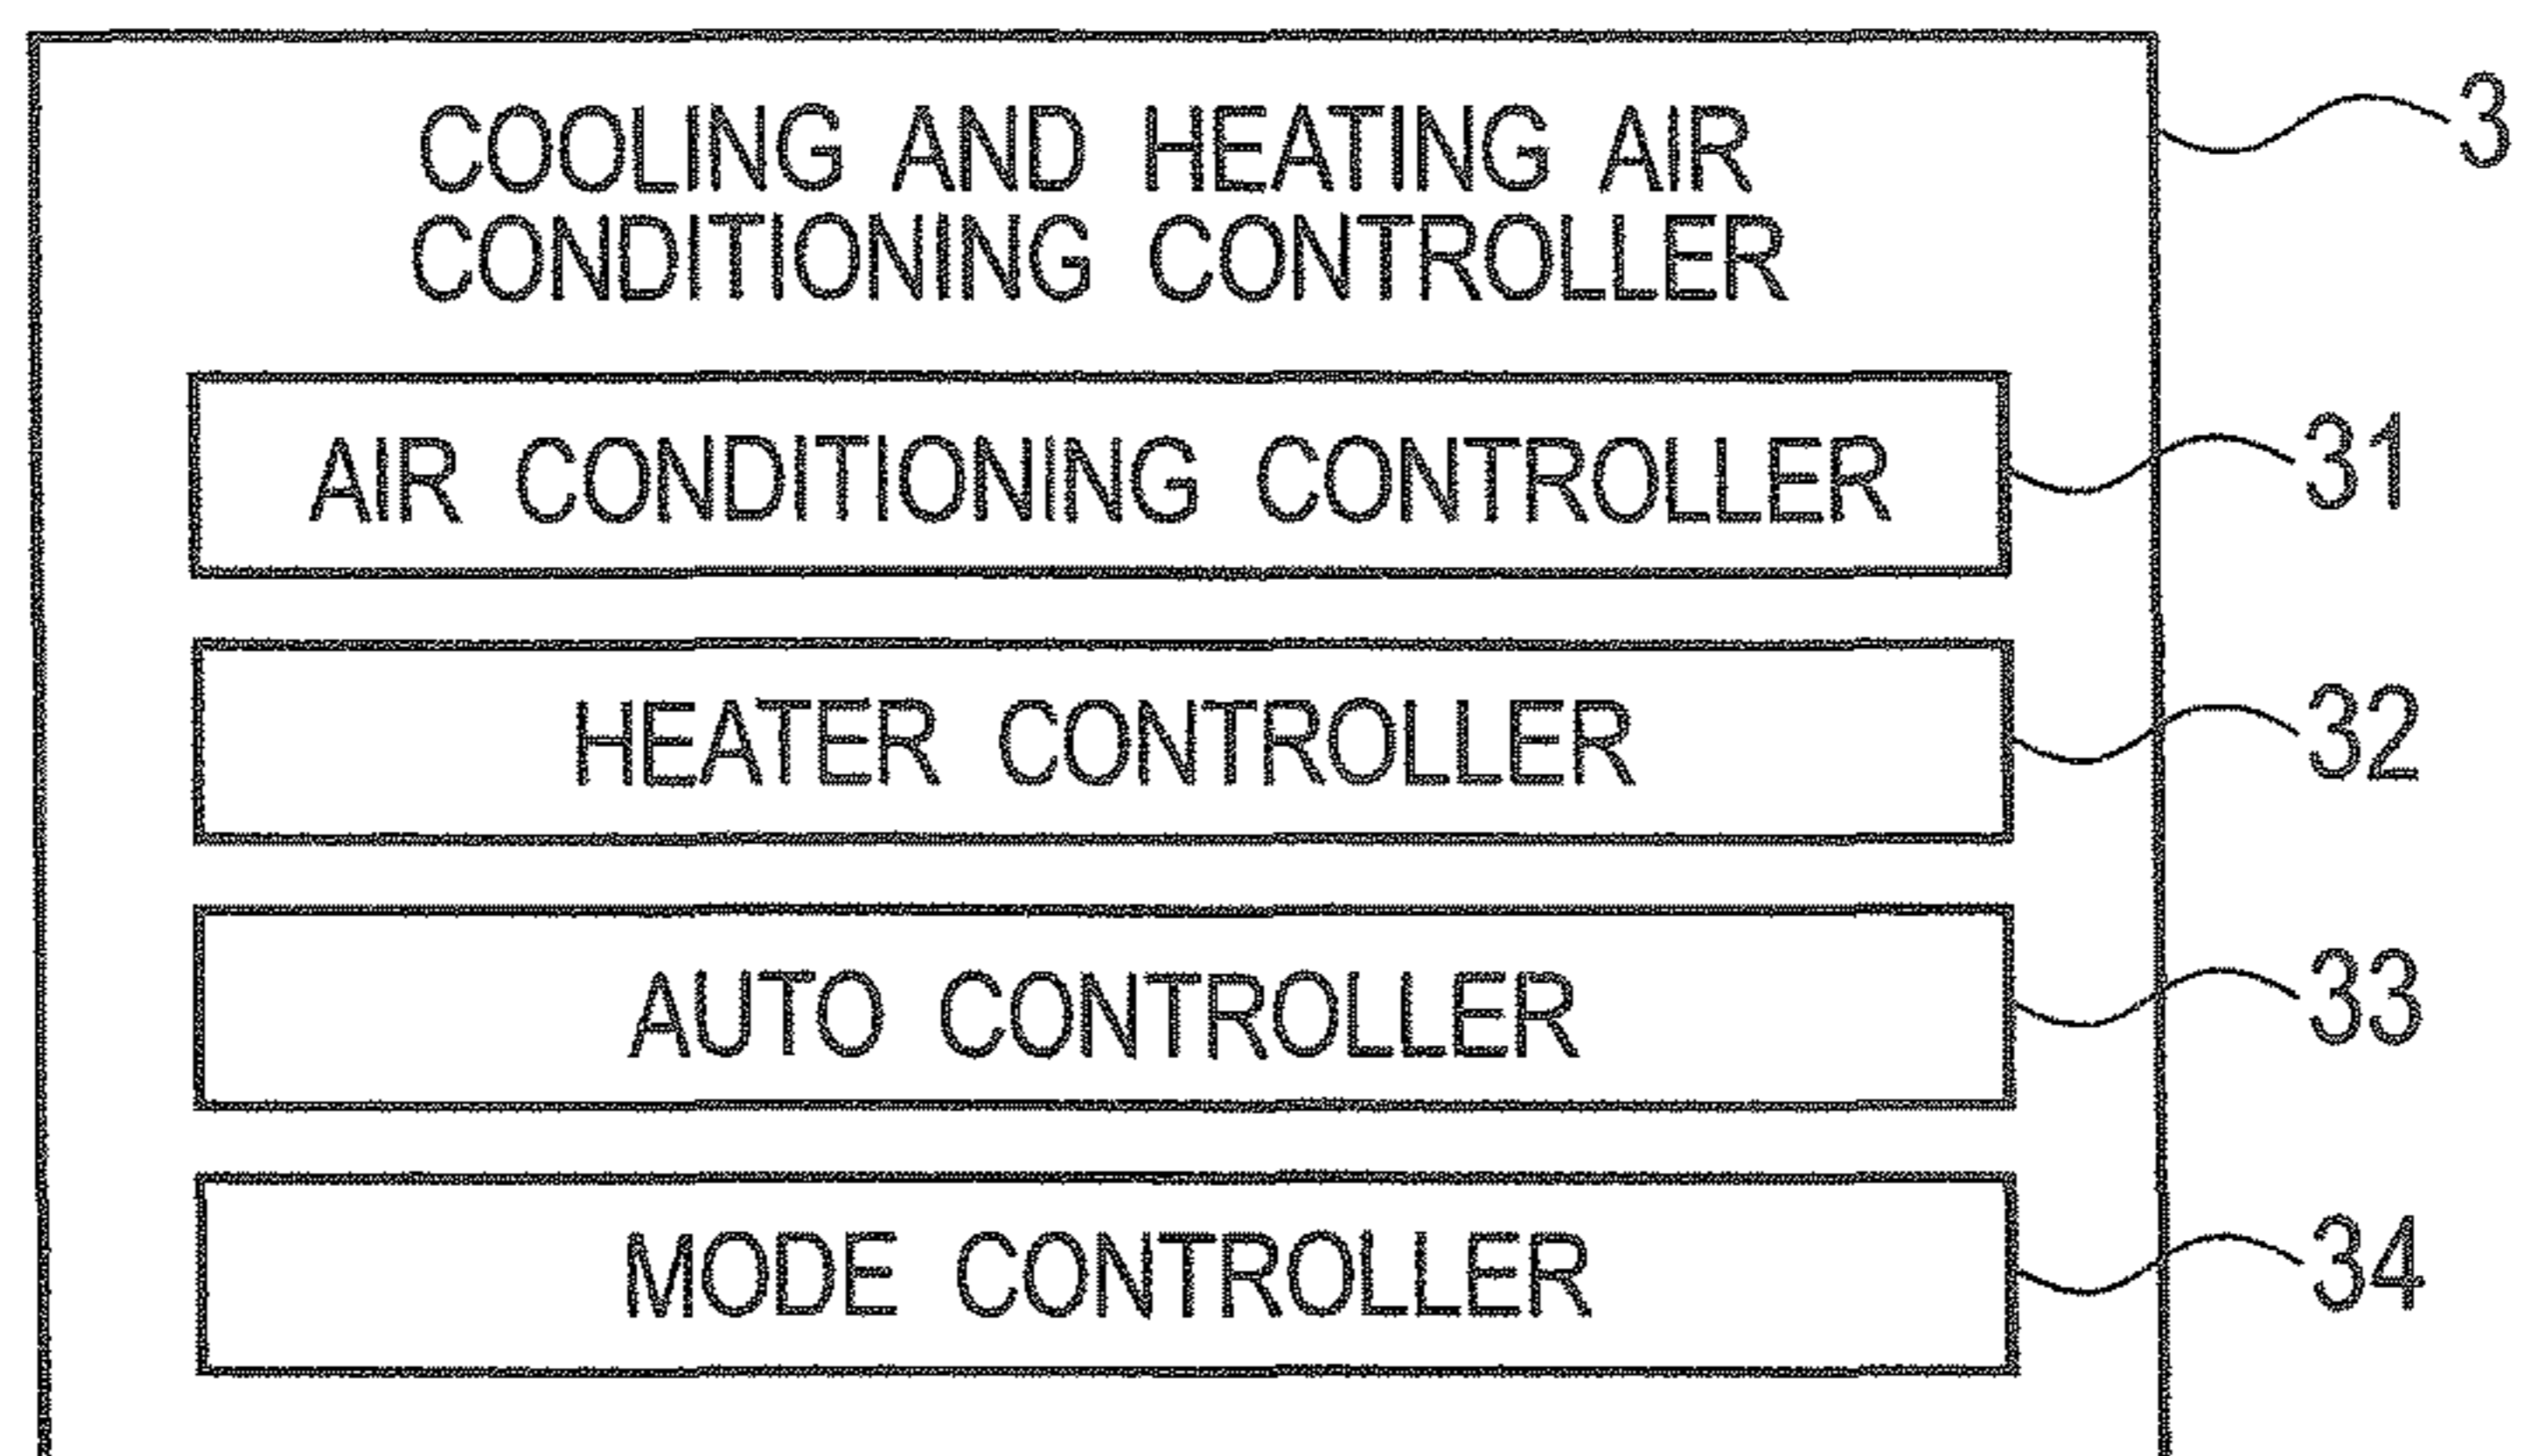 COOLING AND HEATING AIR
CONDITIONING CONTROLLER
3
AIR CONDITIONING CONTROLLER
31
HEATER CONTROLLER
32
AUTO CONTROLLER
33
MODE CONTROLLER
34